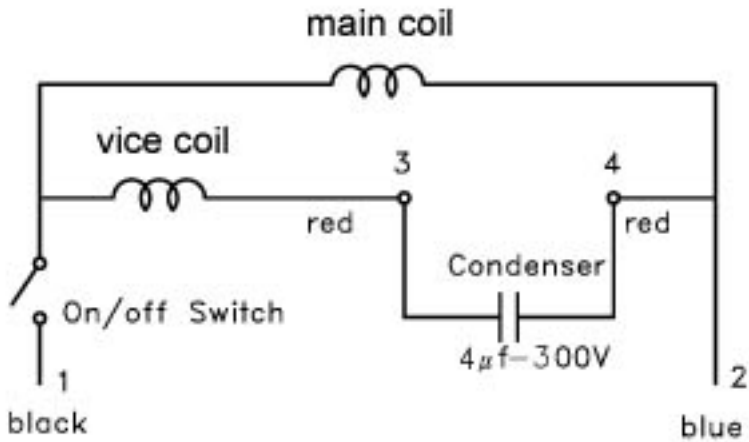 main coil
vice coil
3
4
red
red
Condenser
On/off Switch
4μf-300V
1
2
black
blue